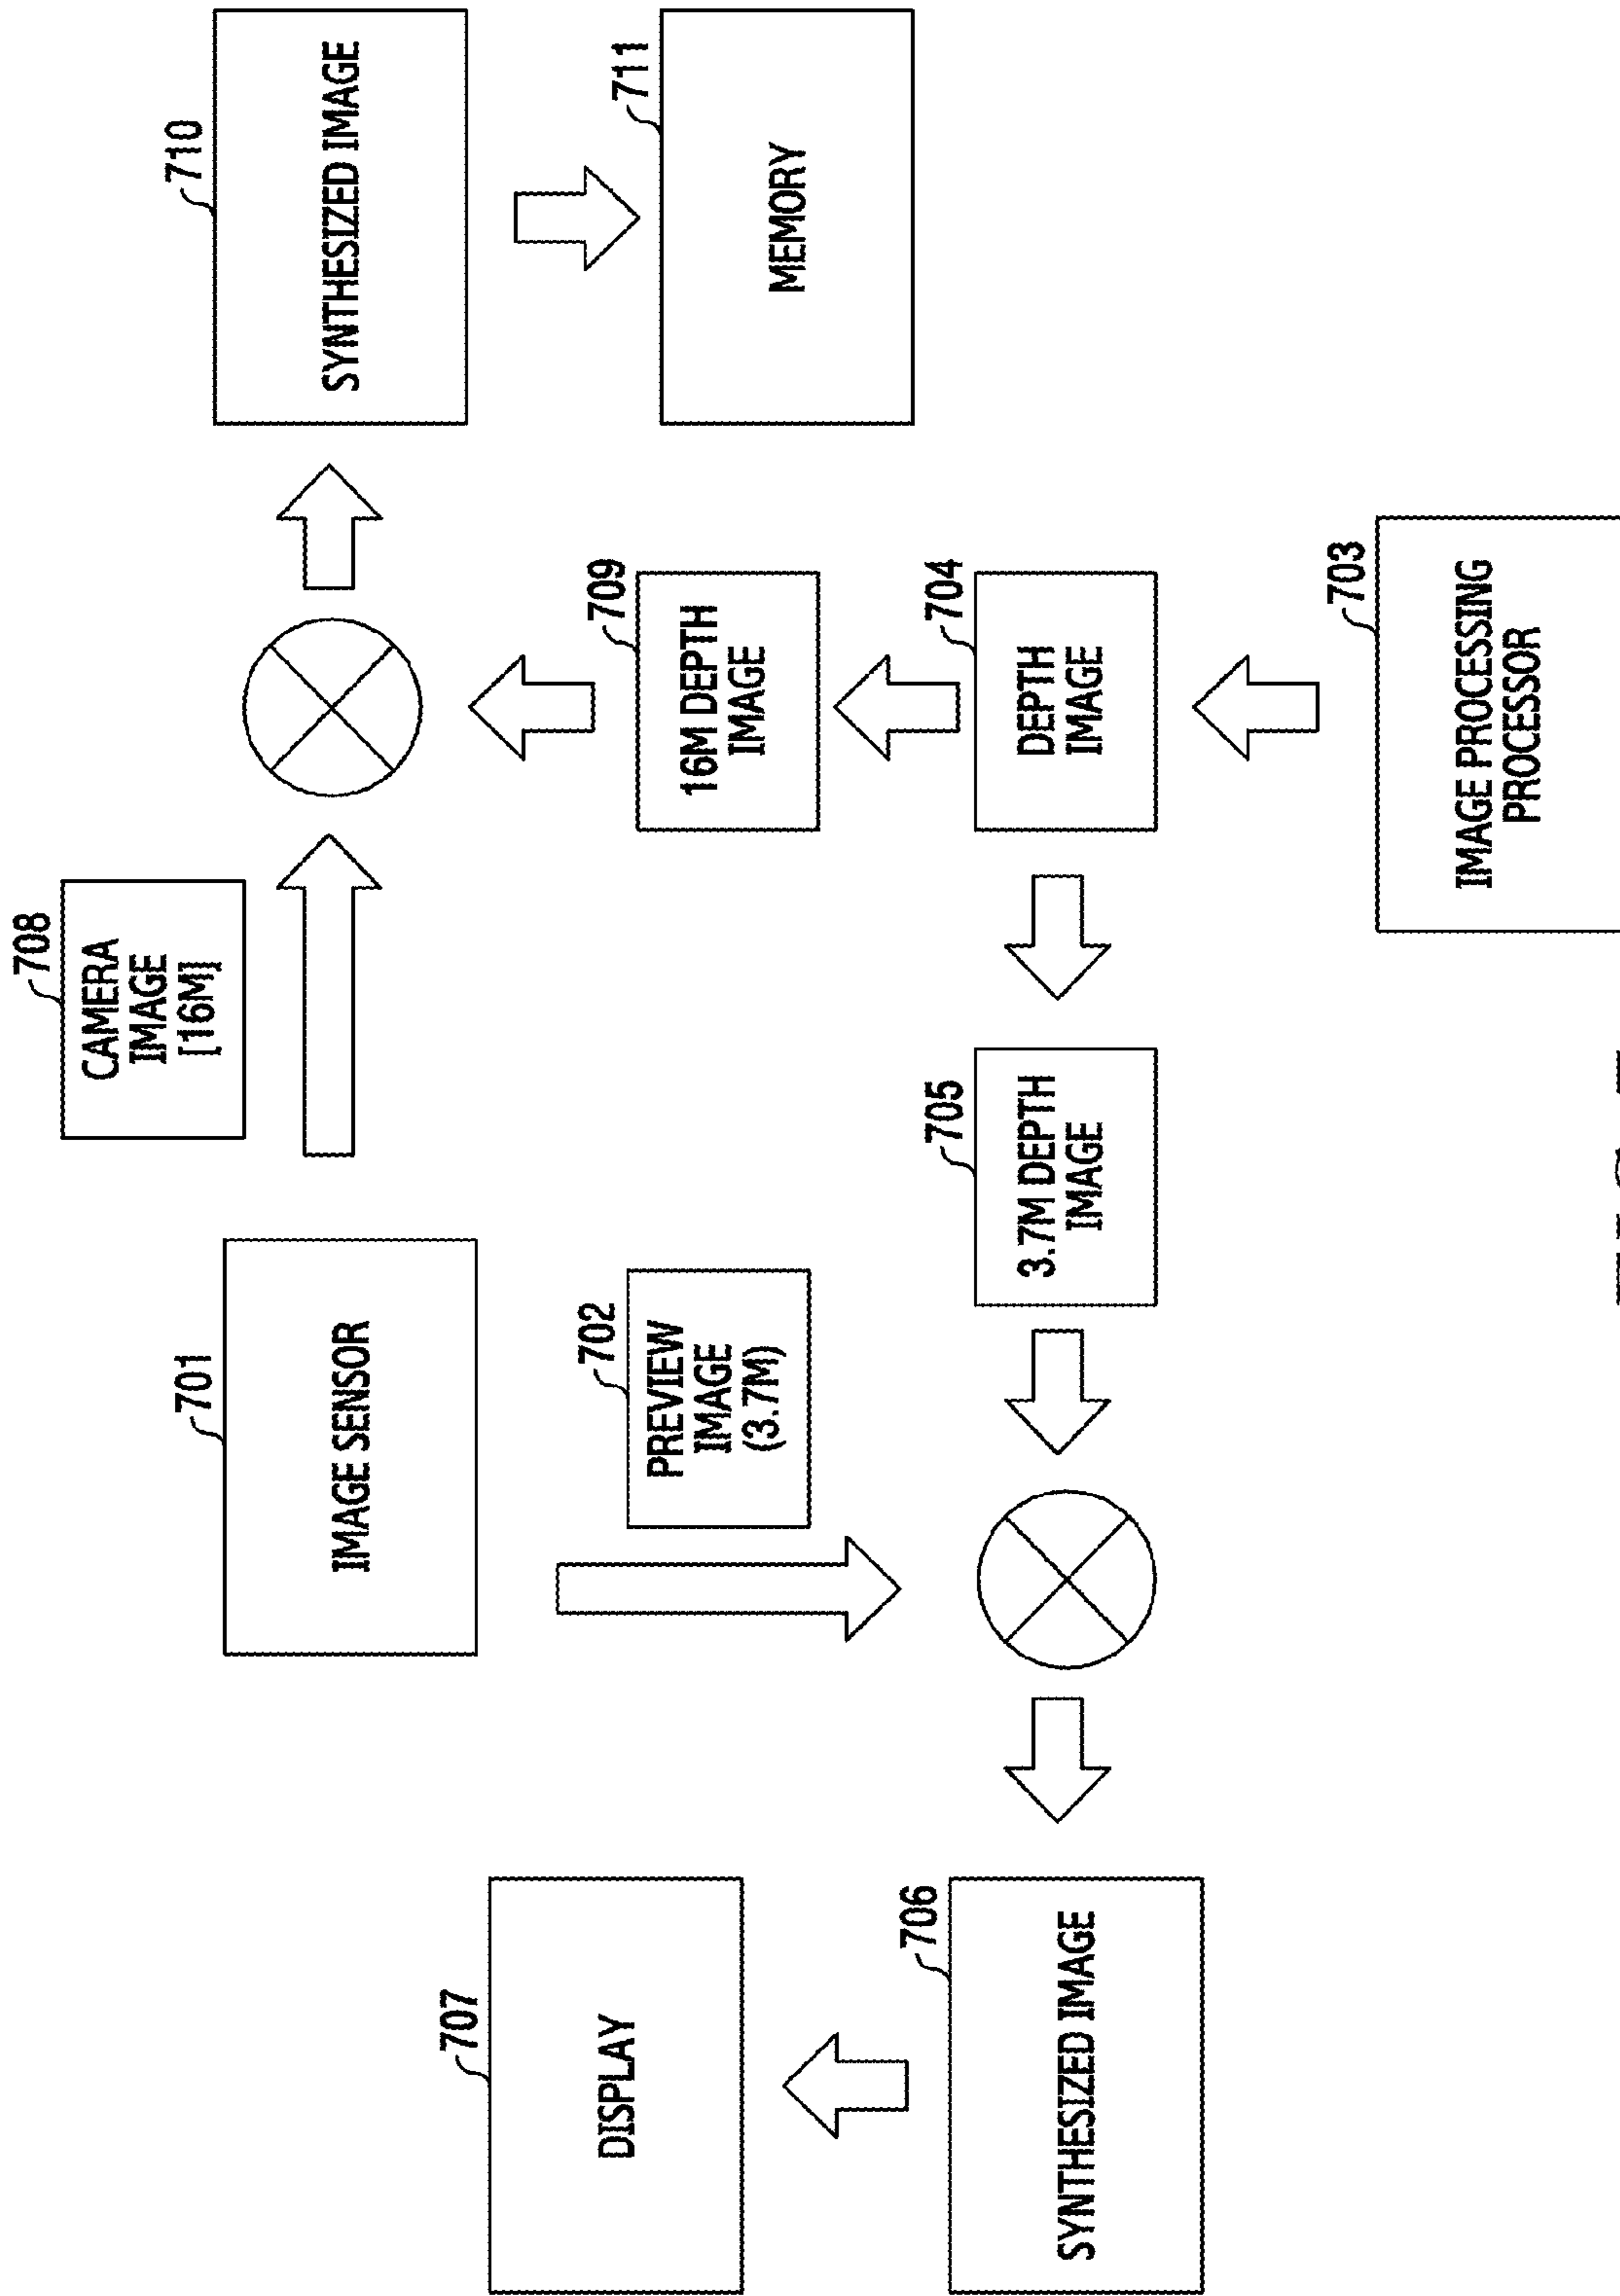 701
IMAGE SENSOR
708
CAMERA
IMAGE
[16M]
710
SYNTHESIZED IMAGE
707
DISPLAY
702
PREVIEW
IMAGE
(3.7M)
709
16M DEPTH
IMAGE
711
MEMORY
706
SYNTHESIZED IMAGE
705
3.7M DEPTH
IMAGE
704
DEPTH
IMAGE
703
IMAGE PROCESSING
PROCESSOR